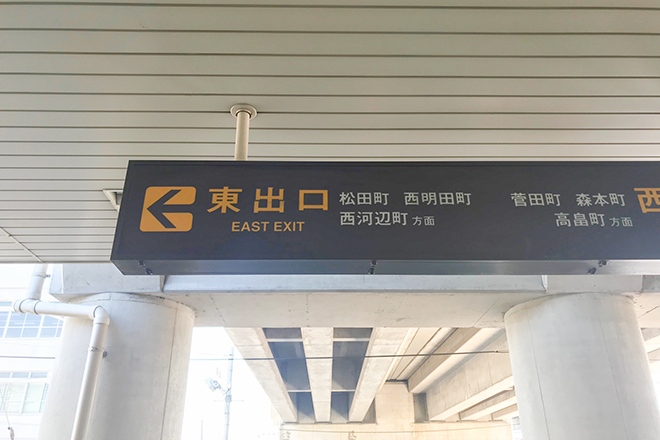 東出口
EAST EXIT
松田町 西明田町
西河辺町方面
菅田町 森本町
高畠町方面
西